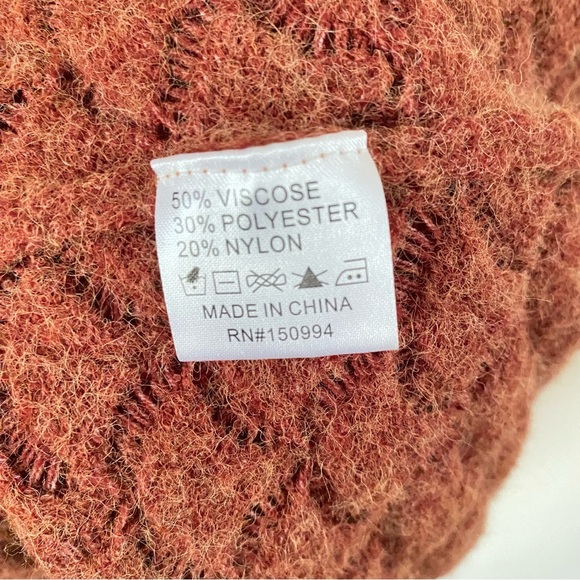 50% VISCOSE
30% POLYESTER
20% NYLON
MADE IN CHINA
RN#150994